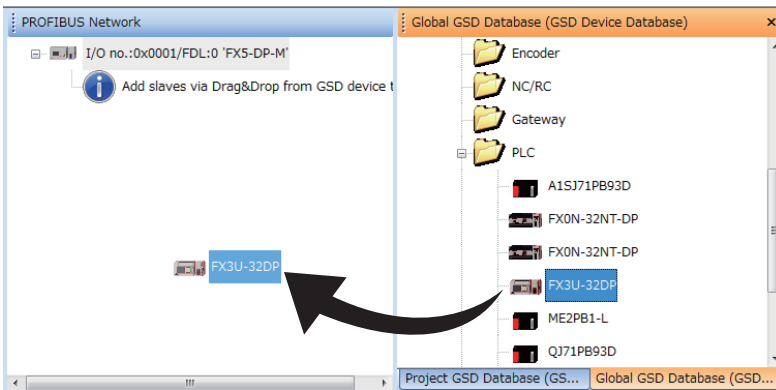 PROFIBUS Network
I/O no.:0x0001/FDL:0 'FX5-DP-M'
Add slaves via Drag&Drop from GSD device t
FX3U-32DP
Global GSD Database (GSD Device Database)
Encoder
NC/RC
Gateway
PLC
A1SJ71PB93D
FX0N-32NT-DP
FX0N-32NT-DP
FX3U-32DP
ME2PB1-L
QJ71PB93D
Project GSD Database (GS...
Global GSD Database (GSD...